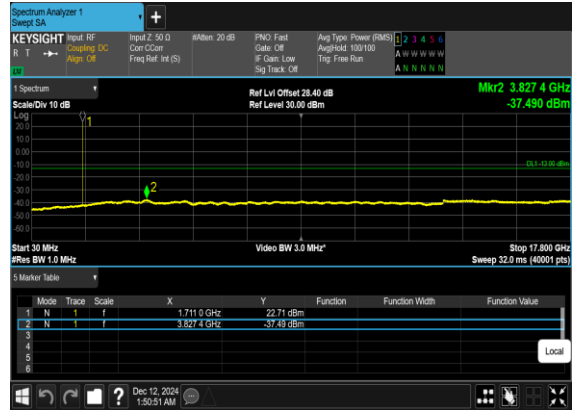 Spectrum Analyzer 1
Swept SA
+
KEYSIGHT Input: RF Input Z: 50 Ω #Atten: 20 dB PNO: Fast Avg Type: Power (RMS) 1 2 3 4 5 6
R T Coupling: DC Corr CCorr Gate: Off Avg|Hold: 100/100 A W W W W W
Align: Off Freq Ref: Int (S) IF Gain: Low Trig: Free Run
Sig Track: Off A N N N N N
1 Spectrum Ref Lvl Offset 28.40 dB Mkr2 3.827 4 GHz
Scale/Div 10 dB Ref Level 30.00 dBm -37.490 dBm
Log
1
20.0
10.0
0.00
-10.0
DL1 -13.00 dBm
-20.0
-30.0
2
-40.0
-50.0
-60.0
Start 30 MHz Video BW 3.0 MHz* Stop 17.800 GHz
#Res BW 1.0 MHz Sweep 32.0 ms (40001 pts)
5 Marker Table
Mode Trace Scale X Y Function Function Width Function Value
1 N 1 f 1.711 0 GHz 22.71 dBm
2 N 1 f 3.827 4 GHz -37.49 dBm
3
4
5
6
Local
? Dec 12, 2024
1:50:51 AM